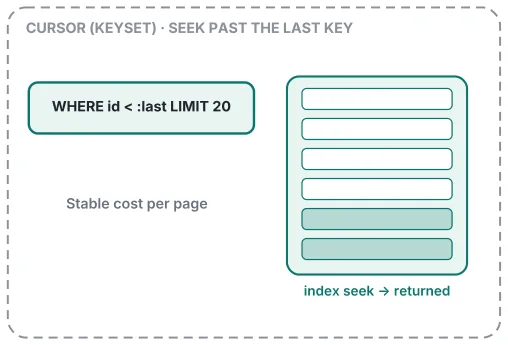 CURSOR (KEYSET) · SEEK PAST THE LAST KEY
WHERE id < :last LIMIT 20
Stable cost per page
index seek → returned